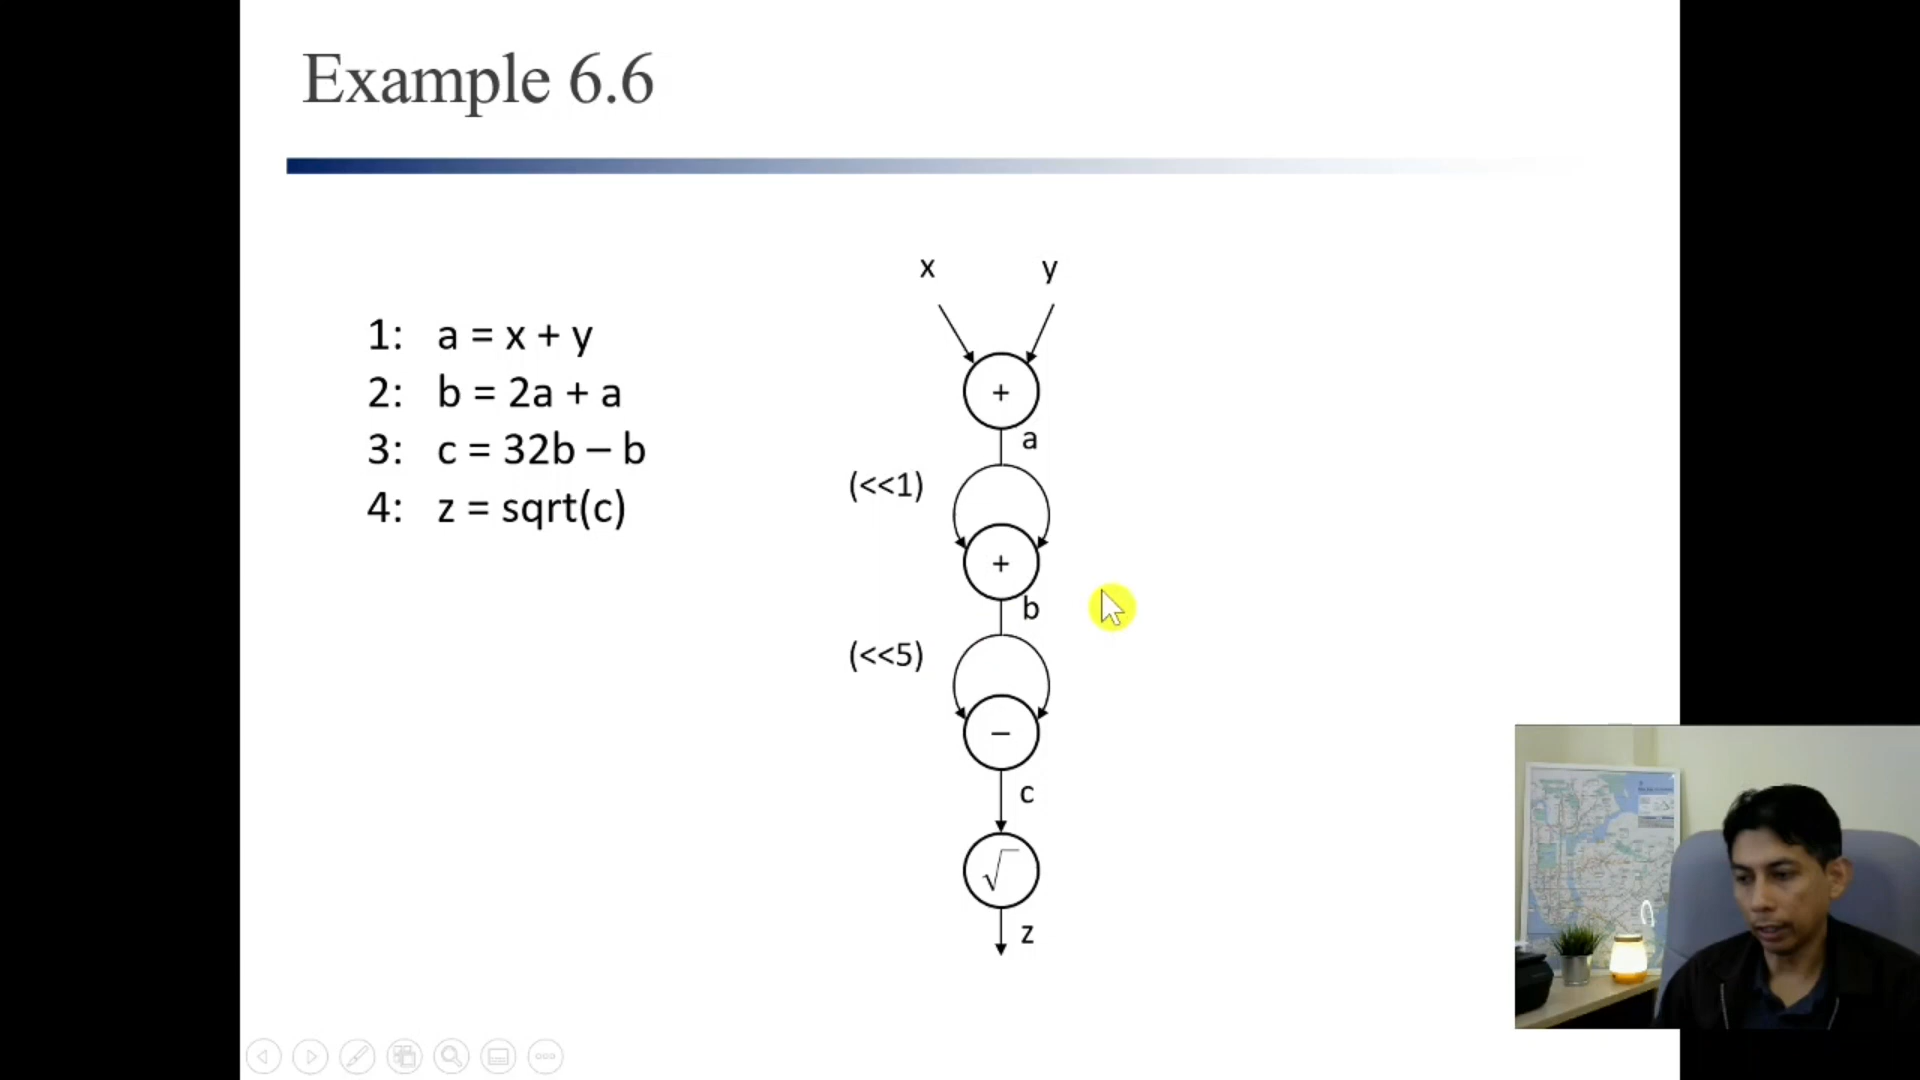 Example 6.6
1: a = x + y
2: b = 2a + a
3: c = 32b – b
4: z = sqrt(c)
x y
+
a
(<<1)
+
b
(<<5)
–
c
√
z